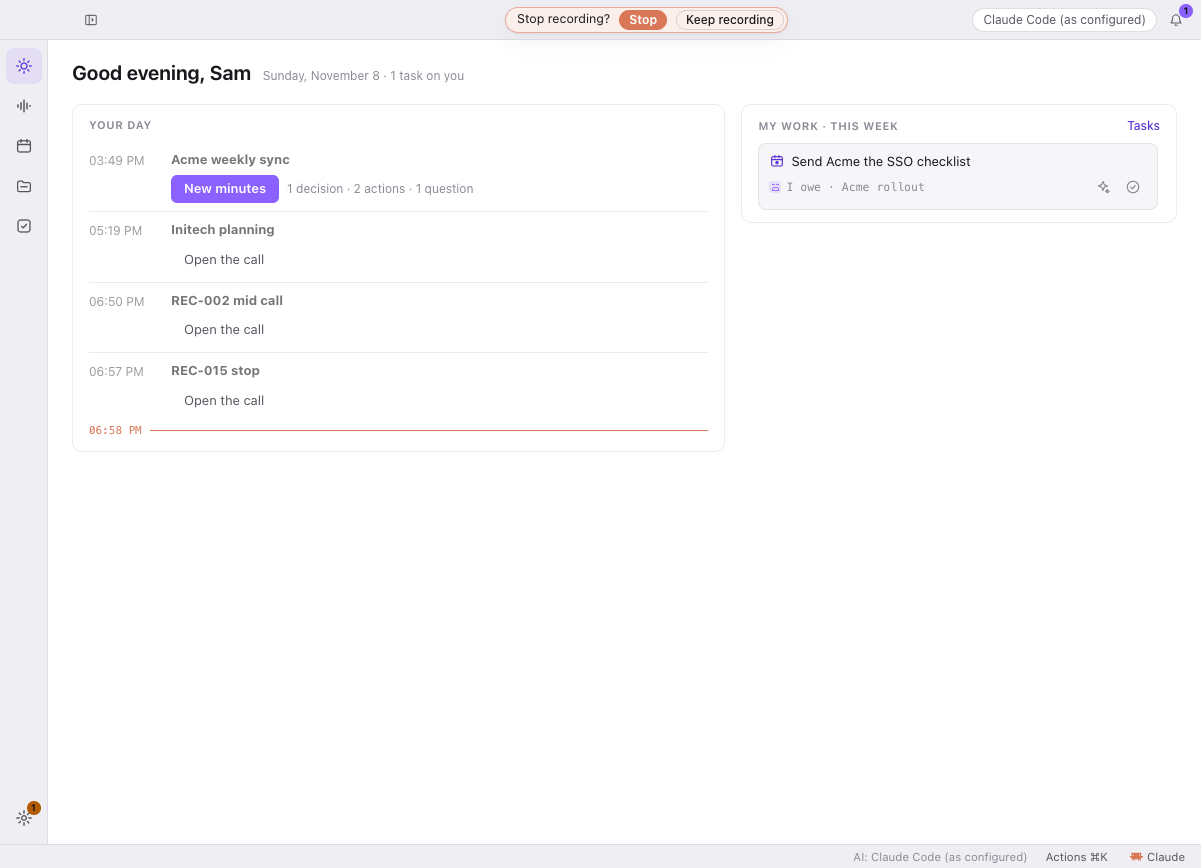 Stop recording? Stop Keep recording
Claude Code (as configured)
1
Good evening, Sam Sunday, November 8 · 1 task on you
YOUR DAY
03:49 PM Acme weekly sync
New minutes 1 decision · 2 actions · 1 question
05:19 PM Initech planning
Open the call
06:50 PM REC-002 mid call
Open the call
06:57 PM REC-015 stop
Open the call
06:58 PM
MY WORK · THIS WEEK Tasks
Send Acme the SSO checklist
I owe · Acme rollout
1
AI: Claude Code (as configured) Actions ⌘K Claude